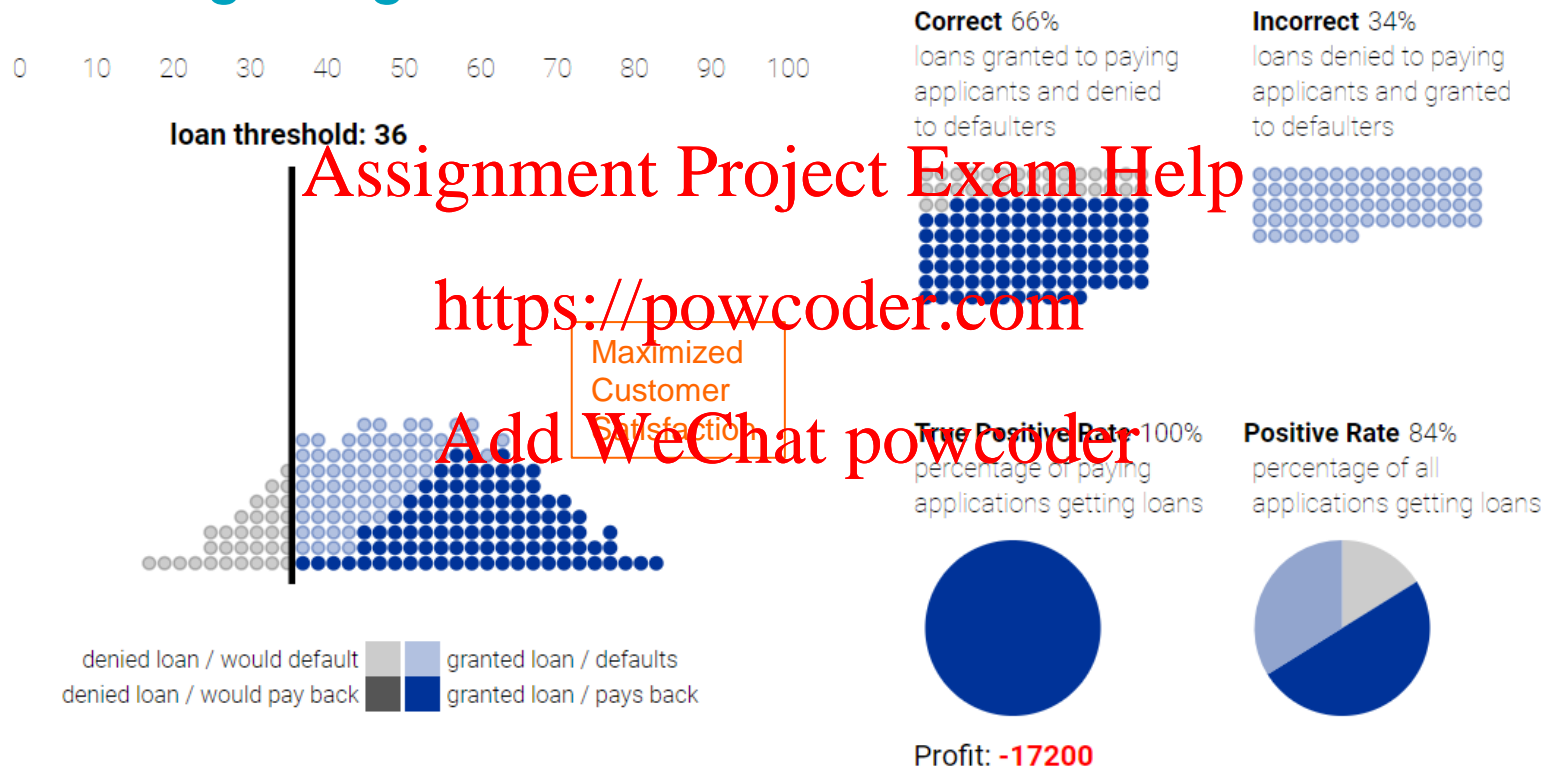 Correct 66%
loans granted to paying
applicants and denied
to defaulters
Incorrect 34%
loans denied to paying
applicants and granted
to defaulters
0 10 20 30 40 50 60 70 80 90 100
loan threshold: 36
Assignment Project Exam Help
https://powcoder.com
Maximized
Customer
Satisfaction
Add WeChat powcoder
True Positive Rate 100%
percentage of paying
applications getting loans
Positive Rate 84%
percentage of all
applications getting loans
denied loan / would default
granted loan / defaults
denied loan / would pay back
granted loan / pays back
Profit: -17200